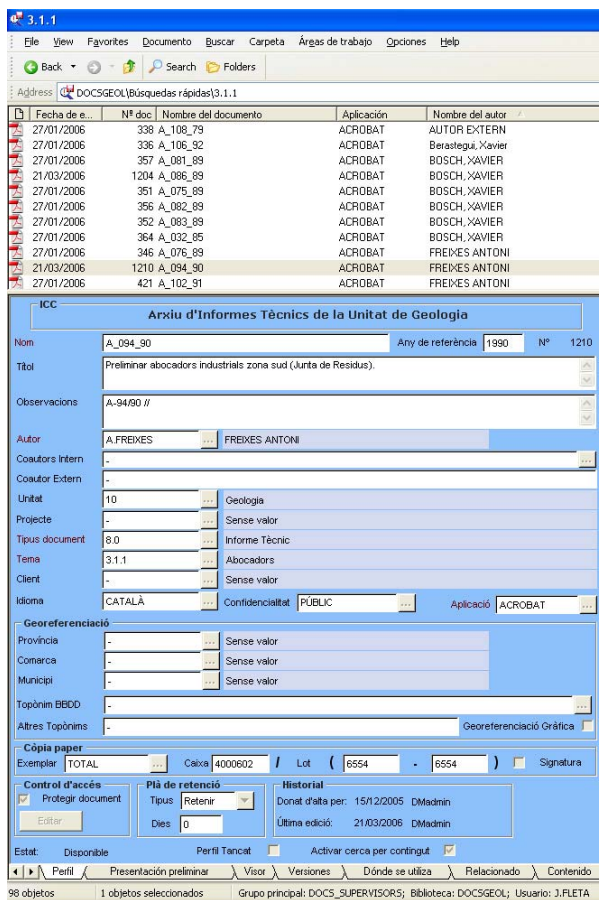 3.1.1
File View Favorites Documento Buscar Carpeta Áreas de trabajo Opciones Help
Back Search Folders
Address DOCSGEOL\Búsquedas rápidas\3.1.1
Fecha de e... Nº doc Nombre del documento Aplicación Nombre del autor
27/01/2006 338 A_108_79 ACROBAT AUTOR EXTERN
27/01/2006 336 A_106_92 ACROBAT Berastegui, Xavier
27/01/2006 357 A_081_89 ACROBAT BOSCH, XAVIER
21/03/2006 1204 A_086_89 ACROBAT BOSCH, XAVIER
27/01/2006 351 A_075_89 ACROBAT BOSCH, XAVIER
27/01/2006 356 A_082_89 ACROBAT BOSCH, XAVIER
27/01/2006 352 A_083_89 ACROBAT BOSCH, XAVIER
27/01/2006 364 A_032_85 ACROBAT BOSCH, XAVIER
27/01/2006 346 A_076_89 ACROBAT FREIXES ANTONI
21/03/2006 1210 A_094_90 ACROBAT FREIXES ANTONI
27/01/2006 421 A_102_91 ACROBAT FREIXES ANTONI
ICC
Arxiu d'Informes Tècnics de la Unitat de Geologia
Nom A_094_90 Any de referència 1990 Nº 1210
Títol Preliminar abocadors industrials zona sud (Junta de Residus).
Observacions A-94/90 //
Autor A.FREIXES ... FREIXES ANTONI
Coautors Intern - ...
Coautor Extern -
Unitat 10 ... Geologia
Projecte - ... Sense valor
Tipus document 8.0 ... Informe Tècnic
Tema 3.1.1 ... Abocadors
Client - ... Sense valor
Idioma CATALÀ ... Confidencialitat PÚBLIC ... Aplicació ACROBAT ...
Georeferenciació
Província - ... Sense valor
Comarca - ... Sense valor
Municipi - ... Sense valor
Topònim BBDD - ...
Altres Topònims - Georeferenciació Gràfica
Còpia paper
Exemplar TOTAL ... Caixa 4000602 / Lot ( 6554 - 6554 ) Signatura
Control d'accés Plà de retenció Historial
Protegir document Tipus Retenir Donat d'alta per: 15/12/2005 DMadmin
Editar Dies 0 Última edició: 21/03/2006 DMadmin
Estat: Disponible Perfil Tancat Activar cerca per contingut
Perfil Presentación preliminar Visor Versiones Dónde se utiliza Relacionado Contenido
98 objetos 1 objetos seleccionados Grupo principal: DOCS_SUPERVISORS; Biblioteca: DOCSGEOL; Usuario: J.FLETA